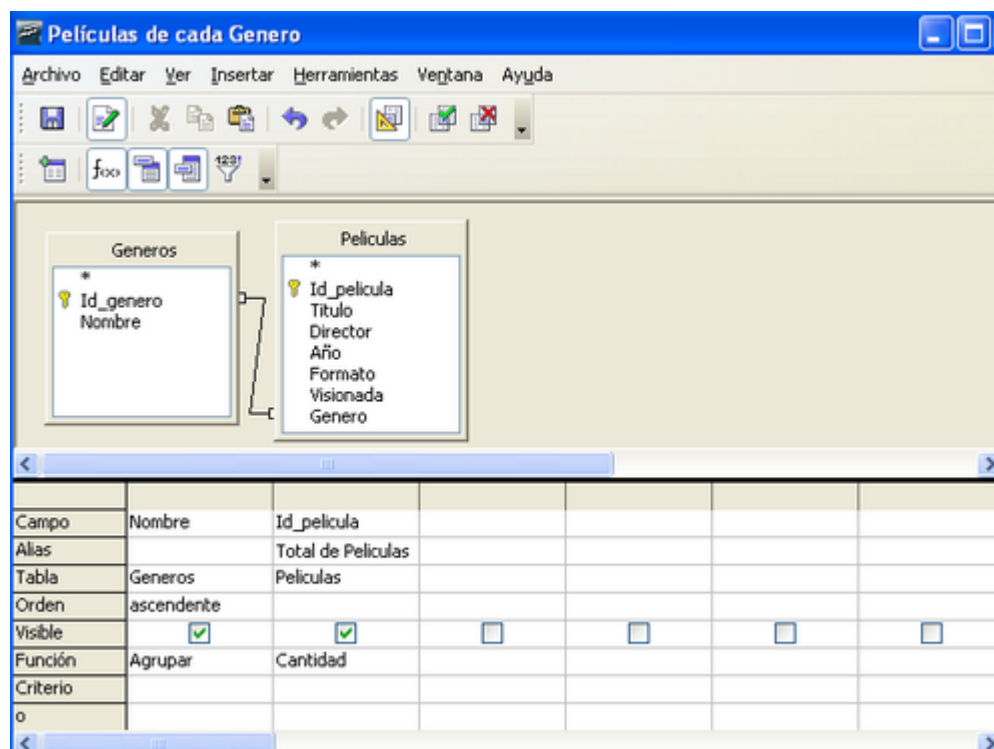 Películas de cada Genero
Archivo Editar Ver Insertar Herramientas Ventana Ayuda
f(x)
123!
Generos
*
Id_genero
Nombre
Peliculas
*
Id_pelicula
Titulo
Director
Año
Formato
Visionada
Genero
Campo Nombre Id_pelicula
Alias Total de Peliculas
Tabla Generos Peliculas
Orden ascendente
Visible
Función Agrupar Cantidad
Criterio
o